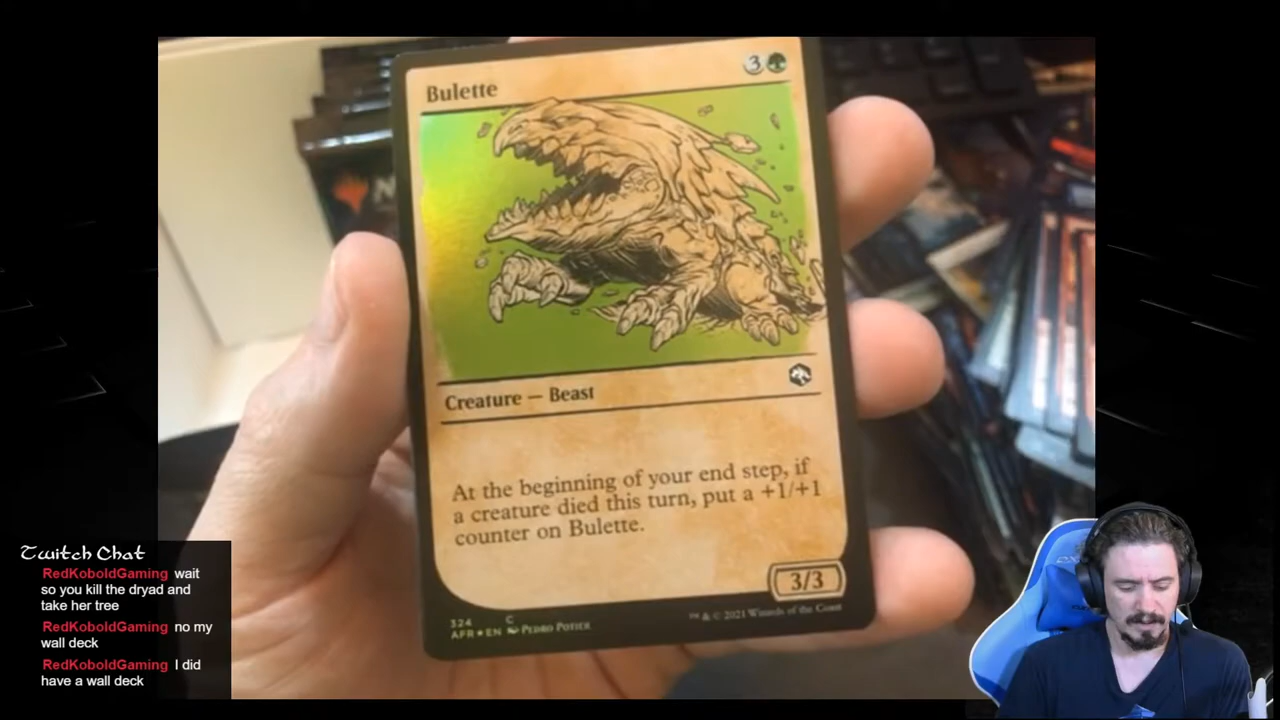 Bulette
3
Creature — Beast
At the beginning of your end step, if
a creature died this turn, put a +1/+1
counter on Bulette.
3/3
324 C
AFR★EN PEDRO POTIER
™ & © 2021 Wizards of the Coast
Twitch Chat
RedKoboldGaming wait
so you kill the dryad and
take her tree
RedKoboldGaming no my
wall deck
RedKoboldGaming I did
have a wall deck